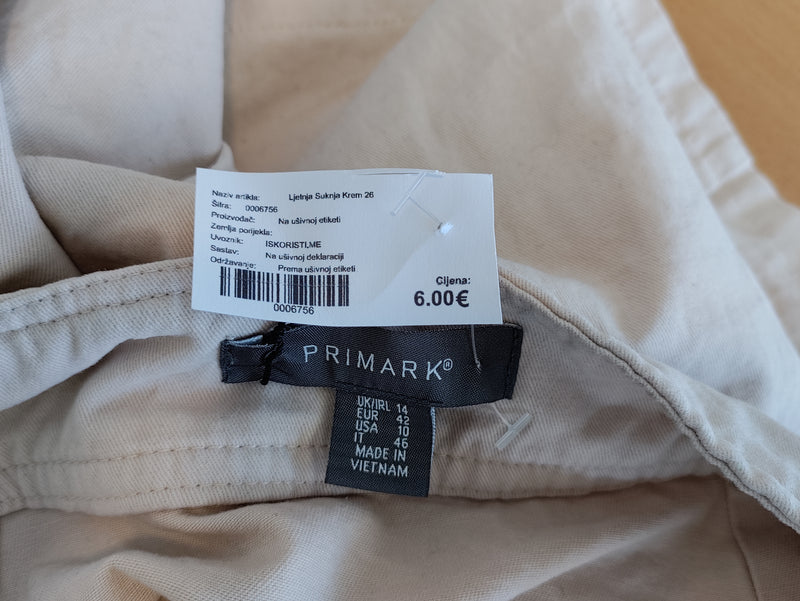 Naziv artikla: Ljetnja Suknja Krem 26
Šifra: 0006756
Proizvođač: Na ušivnoj etiketi
Zemlja porijekla:
Uvoznik: ISKORISTI.ME
Sastav: Na ušivnoj deklaraciji
Održavanje: Prema ušivnoj etiketi
0006756
Cijena:
6.00€
PRIMARK®
UK/IRL 14
EUR 42
USA 10
IT 46
MADE IN
VIETNAM